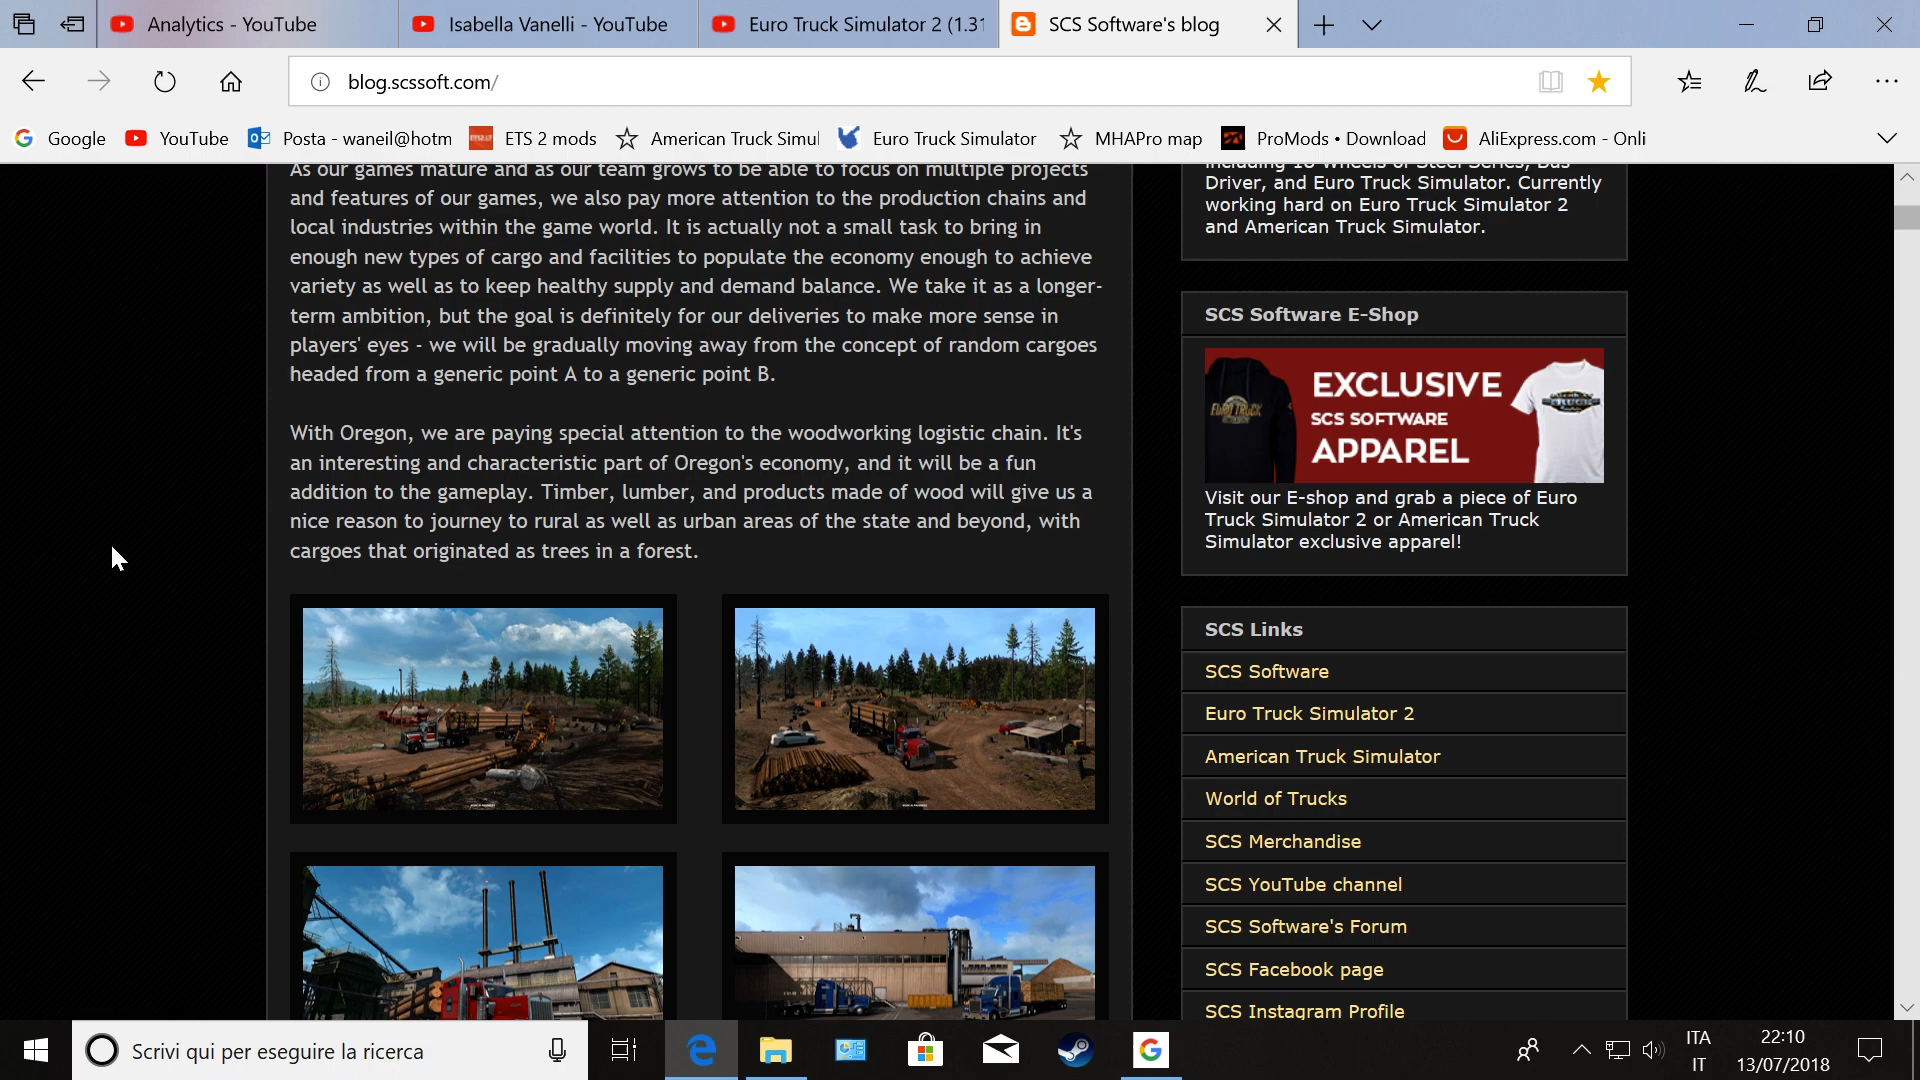 Analytics - YouTube
Isabella Vanelli - YouTube
Euro Truck Simulator 2 (1.31
SCS Software's blog
blog.scssoft.com/
Google
YouTube
Posta - waneil@hotm
ETS 2 mods
American Truck Simul
Euro Truck Simulator
MHAPro map
ProMods • Download
AliExpress.com - Onli
As our games mature and as our team grows to be able to focus on multiple projects
and features of our games, we also pay more attention to the production chains and
local industries within the game world. It is actually not a small task to bring in
enough new types of cargo and facilities to populate the economy enough to achieve
variety as well as to keep healthy supply and demand balance. We take it as a longer-
term ambition, but the goal is definitely for our deliveries to make more sense in
players' eyes - we will be gradually moving away from the concept of random cargoes
headed from a generic point A to a generic point B.
With Oregon, we are paying special attention to the woodworking logistic chain. It's
an interesting and characteristic part of Oregon's economy, and it will be a fun
addition to the gameplay. Timber, lumber, and products made of wood will give us a
nice reason to journey to rural as well as urban areas of the state and beyond, with
cargoes that originated as trees in a forest.
including 18 Wheels of Steel Series, Bus
Driver, and Euro Truck Simulator. Currently
working hard on Euro Truck Simulator 2
and American Truck Simulator.
SCS Software E-Shop
EURO TRUCK
EXCLUSIVE
SCS SOFTWARE
APPAREL
Visit our E-shop and grab a piece of Euro
Truck Simulator 2 or American Truck
Simulator exclusive apparel!
SCS Links
SCS Software
Euro Truck Simulator 2
American Truck Simulator
World of Trucks
SCS Merchandise
SCS YouTube channel
SCS Software's Forum
SCS Facebook page
SCS Instagram Profile
Scrivi qui per eseguire la ricerca
ITA
IT
22:10
13/07/2018